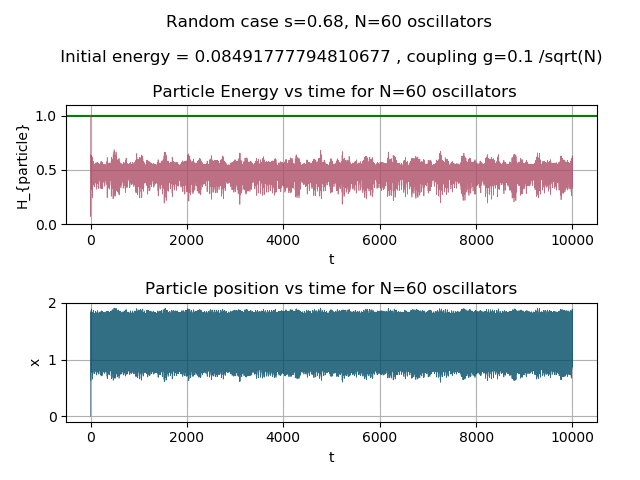 Random case s=0.68, N=60 oscillators
Initial energy = 0.08491777794810677 , coupling g=0.1 /sqrt(N)
Particle Energy vs time for N=60 oscillators
1.0
0.5
0.0
H_{particle}
0 2000 4000 6000 8000 10000
t
Particle position vs time for N=60 oscillators
2
1
0
x
0 2000 4000 6000 8000 10000
t